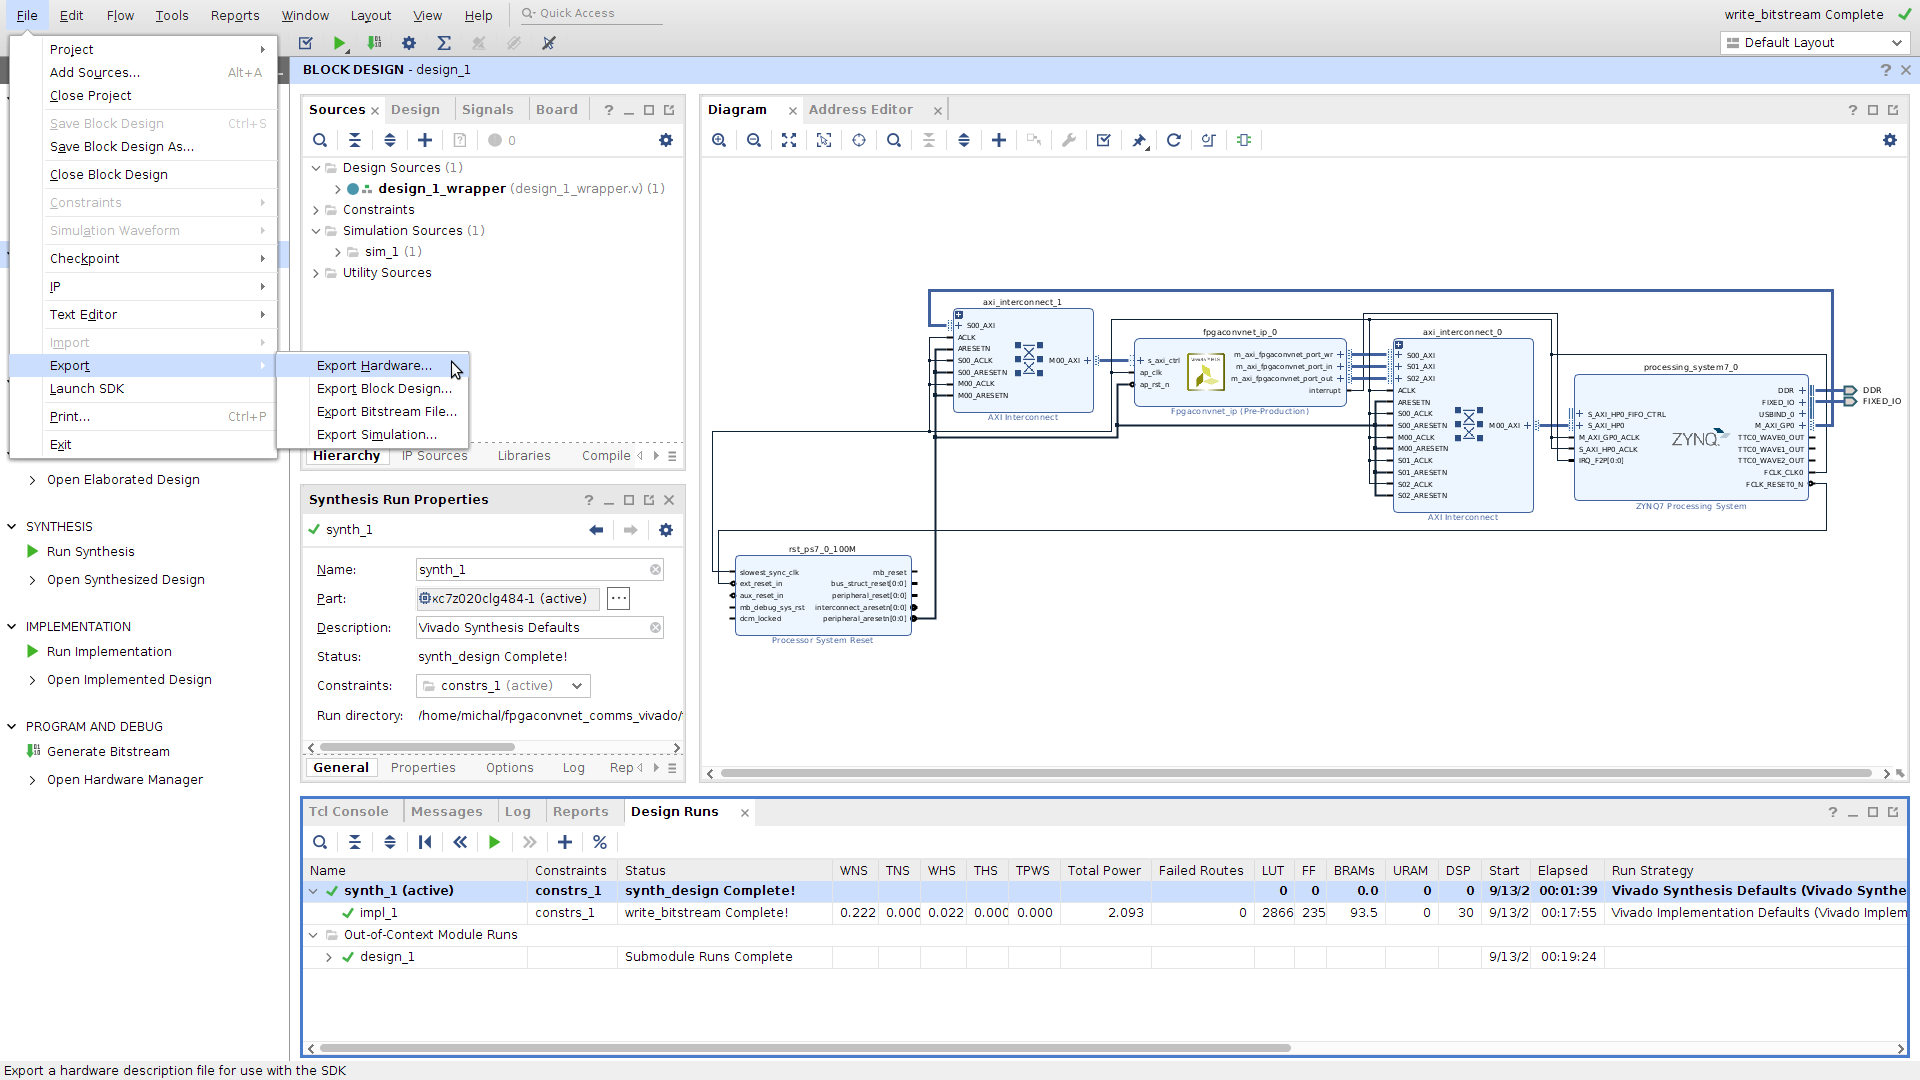 File Edit Flow Tools Reports Window Layout View Help Quick Access write_bitstream Complete
Default Layout
Project
Add Sources... Alt+A
Close Project
Save Block Design Ctrl+S
Save Block Design As...
Close Block Design
Constraints
Simulation Waveform
Checkpoint
IP
Text Editor
Import
Export
Launch SDK
Print... Ctrl+P
Exit
Export Hardware...
Export Block Design...
Export Bitstream File...
Export Simulation...
Open Elaborated Design
SYNTHESIS
Run Synthesis
Open Synthesized Design
IMPLEMENTATION
Run Implementation
Open Implemented Design
PROGRAM AND DEBUG
Generate Bitstream
Open Hardware Manager
BLOCK DESIGN - design_1
Sources Design Signals Board
0
Design Sources (1)
design_1_wrapper (design_1_wrapper.v) (1)
Constraints
Simulation Sources (1)
sim_1 (1)
Utility Sources
Hierarchy IP Sources Libraries Compile
Synthesis Run Properties
synth_1
Name: synth_1
Part: xc7z020clg484-1 (active)
Description: Vivado Synthesis Defaults
Status: synth_design Complete!
Constraints: constrs_1 (active)
Run directory: /home/michal/fpgaconvnet_comms_vivado/
General Properties Options Log Rep
Diagram Address Editor
axi_interconnect_1
S00_AXI
ACLK
ARESETN
S00_ACLK M00_AXI
S00_ARESETN
M00_ACLK
M00_ARESETN
AXI Interconnect
fpgaconvnet_ip_0
s_axi_ctrl
ap_clk
ap_rst_n
m_axi_fpgaconvnet_port_wr
m_axi_fpgaconvnet_port_in
m_axi_fpgaconvnet_port_out
interrupt
Fpgaconvnet_ip (Pre-Production)
axi_interconnect_0
S00_AXI
S01_AXI
S02_AXI
ACLK
ARESETN
S00_ACLK
S00_ARESETN M00_AXI
M00_ACLK
M00_ARESETN
S01_ACLK
S01_ARESETN
S02_ACLK
S02_ARESETN
AXI Interconnect
processing_system7_0
S_AXI_HP0_FIFO_CTRL
S_AXI_HP0
M_AXI_GP0_ACLK
S_AXI_HP0_ACLK
IRQ_F2P[0:0]
ZYNQ
DDR
FIXED_IO
USBIND_0
M_AXI_GP0
TTC0_WAVE0_OUT
TTC0_WAVE1_OUT
TTC0_WAVE2_OUT
FCLK_CLK0
FCLK_RESET0_N
ZYNQ7 Processing System
DDR
FIXED_IO
rst_ps7_0_100M
slowest_sync_clk
ext_reset_in
aux_reset_in
mb_debug_sys_rst
dcm_locked
mb_reset
bus_struct_reset[0:0]
peripheral_reset[0:0]
interconnect_aresetn[0:0]
peripheral_aresetn[0:0]
Processor System Reset
Tcl Console Messages Log Reports Design Runs
Name Constraints Status WNS TNS WHS THS TPWS Total Power Failed Routes LUT FF BRAMs URAM DSP Start Elapsed Run Strategy
synth_1 (active) constrs_1 synth_design Complete! 0 0 0.0 0 0 9/13/2 00:01:39 Vivado Synthesis Defaults (Vivado Synthe
impl_1 constrs_1 write_bitstream Complete! 0.222 0.000 0.022 0.000 0.000 2.093 0 2866 235 93.5 0 30 9/13/2 00:17:55 Vivado Implementation Defaults (Vivado Implem
Out-of-Context Module Runs
design_1 Submodule Runs Complete 9/13/2 00:19:24
Export a hardware description file for use with the SDK